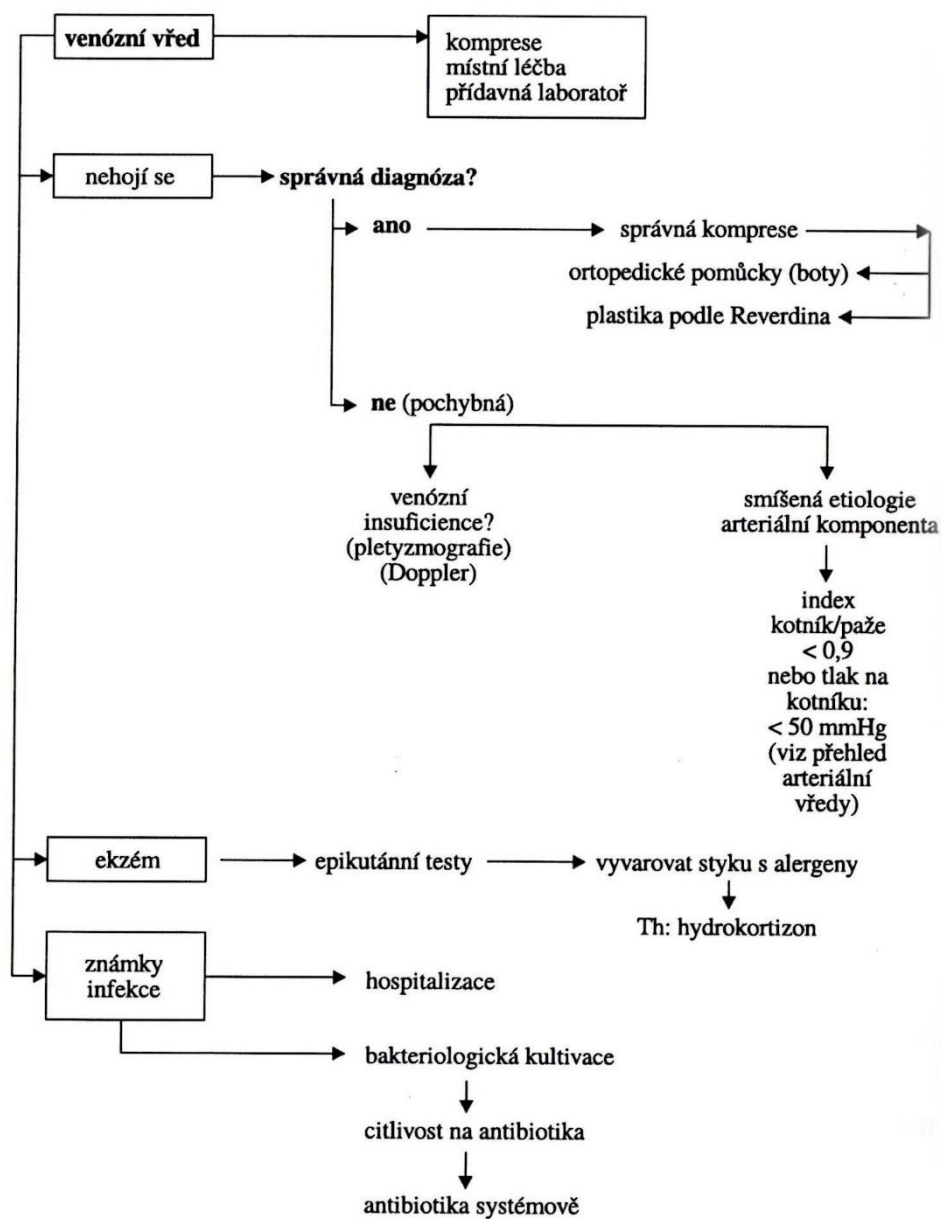 venózní vřed
komprese
místní léčba
přídavná laboratoř
nehojí se
správná diagnóza?
ano
správná komprese
ortopedické pomůcky (boty)
plastika podle Reverdina
ne (pochybná)
venózní
insuficience?
(pletyzmografie)
(Doppler)
smíšená etiologie
arteriální komponenta
index
kotník/paže
< 0,9
nebo tlak na
kotníku:
< 50 mmHg
(viz přehled
arteriální
vředy)
ekzém
epikutánní testy
vyvarovat styku s alergeny
Th: hydrokortizon
známky
infekce
hospitalizace
bakteriologická kultivace
citlivost na antibiotika
antibiotika systémově